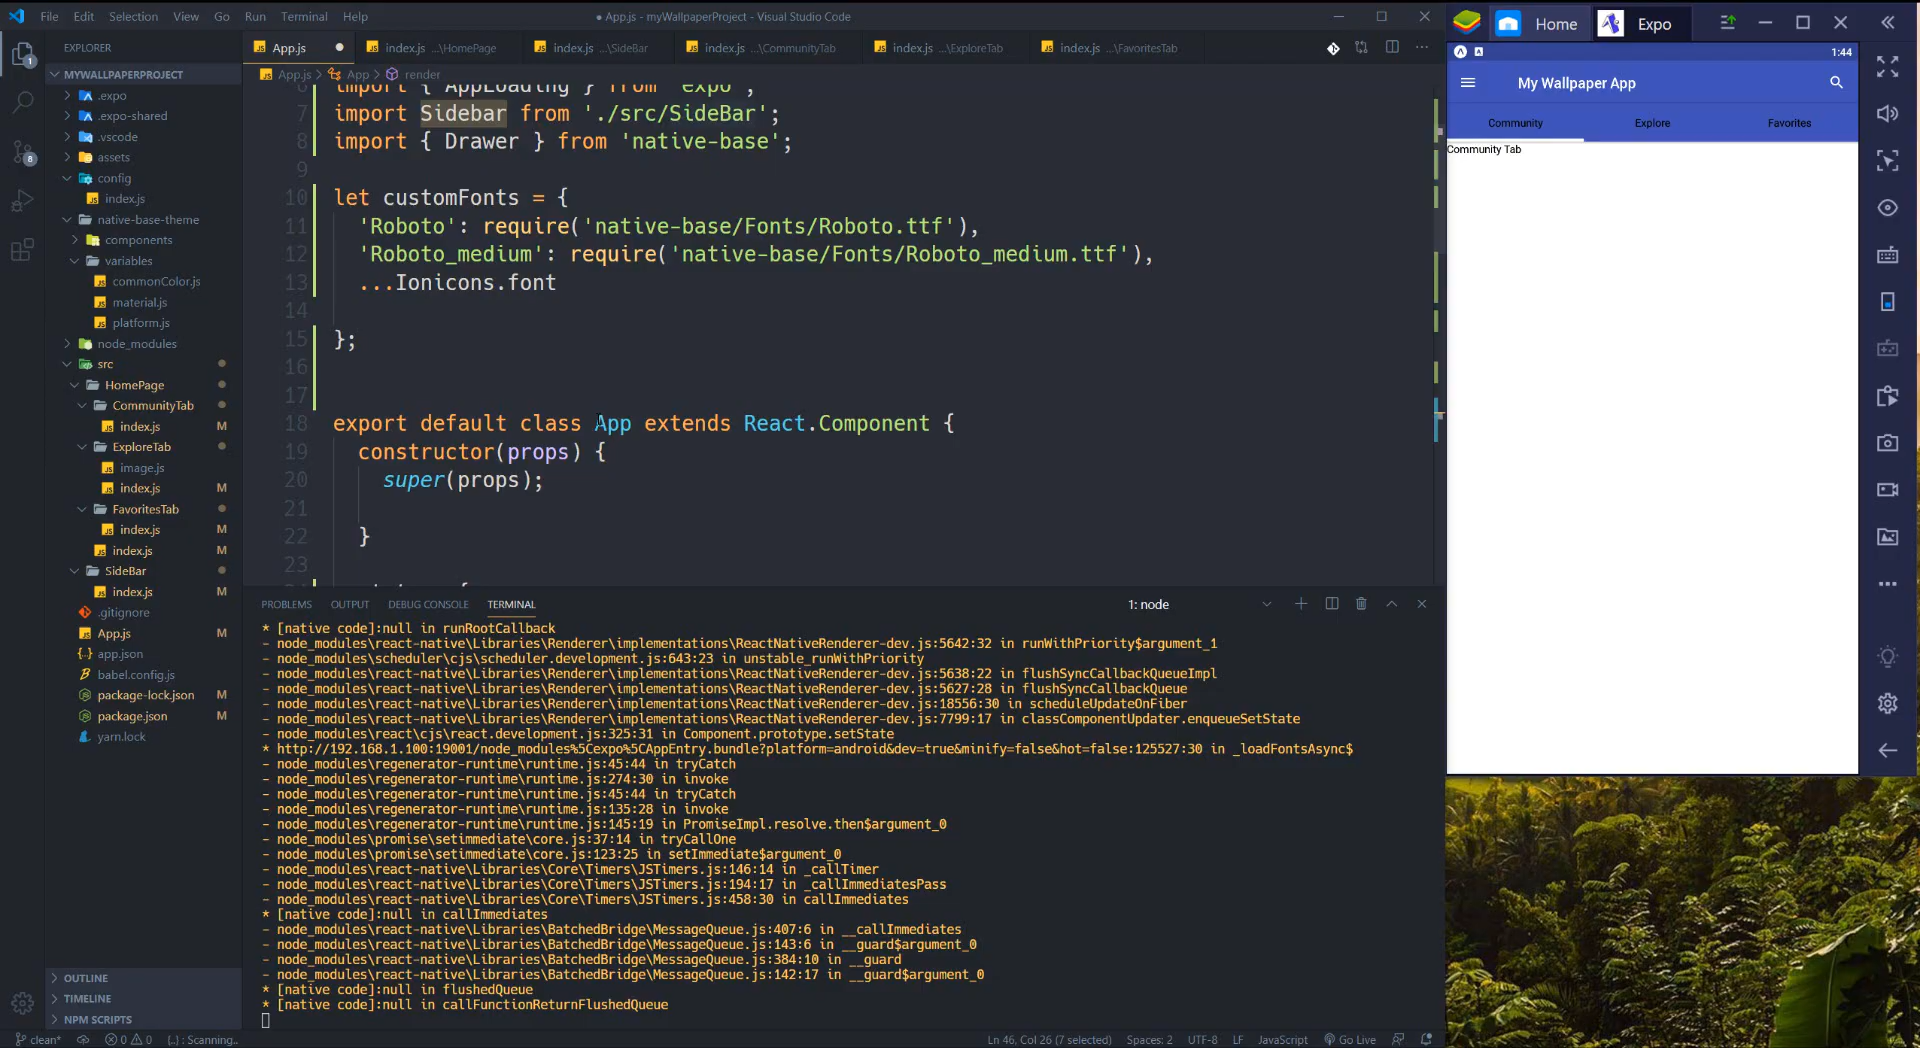 File Edit Selection View Go Run Terminal Help
● App.js - myWallpaperProject - Visual Studio Code
EXPLORER
MYWALLPAPERPROJECT
.expo
.expo-shared
.vscode
assets
config
index.js
native-base-theme
components
variables
commonColor.js
material.js
platform.js
node_modules
src
HomePage
CommunityTab
index.js
ExploreTab
image.js
index.js M
FavoritesTab
index.js M
index.js M
SideBar
index.js M
.gitignore
App.js M
app.json
babel.config.js
package-lock.json M
package.json M
yarn.lock
OUTLINE
TIMELINE
NPM SCRIPTS
1
8
App.js ●
index.js ...\HomePage
index.js ...\SideBar
index.js ...\CommunityTab
index.js ...\ExploreTab
index.js ...\FavoritesTab
App.js > App > render
6 import { AppLoading } from 'expo';
7 import Sidebar from './src/SideBar';
8 import { Drawer } from 'native-base';
9
10 let customFonts = {
11 'Roboto': require('native-base/Fonts/Roboto.ttf'),
12 'Roboto_medium': require('native-base/Fonts/Roboto_medium.ttf'),
13 ...Ionicons.font
14
15 };
16
17
18 export default class App extends React.Component {
19 constructor(props) {
20 super(props);
21
22 }
23
PROBLEMS OUTPUT DEBUG CONSOLE TERMINAL 1: node
* [native code]:null in runRootCallback
- node_modules\react-native\Libraries\Renderer\implementations\ReactNativeRenderer-dev.js:5642:32 in runWithPriority$argument_1
- node_modules\scheduler\cjs\scheduler.development.js:643:23 in unstable_runWithPriority
- node_modules\react-native\Libraries\Renderer\implementations\ReactNativeRenderer-dev.js:5638:22 in flushSyncCallbackQueueImpl
- node_modules\react-native\Libraries\Renderer\implementations\ReactNativeRenderer-dev.js:5627:28 in flushSyncCallbackQueue
- node_modules\react-native\Libraries\Renderer\implementations\ReactNativeRenderer-dev.js:18556:30 in scheduleUpdateOnFiber
- node_modules\react-native\Libraries\Renderer\implementations\ReactNativeRenderer-dev.js:7799:17 in classComponentUpdater.enqueueSetState
- node_modules\react\cjs\react.development.js:325:31 in Component.prototype.setState
* http://192.168.1.100:19001/node_modules%5Cexpo%5CAppEntry.bundle?platform=android&dev=true&minify=false&hot=false:125527:30 in _loadFontsAsync$
- node_modules\regenerator-runtime\runtime.js:45:44 in tryCatch
- node_modules\regenerator-runtime\runtime.js:274:30 in invoke
- node_modules\regenerator-runtime\runtime.js:45:44 in tryCatch
- node_modules\regenerator-runtime\runtime.js:135:28 in invoke
- node_modules\regenerator-runtime\runtime.js:145:19 in PromiseImpl.resolve.then$argument_0
- node_modules\promise\setimmediate\core.js:37:14 in tryCallOne
- node_modules\promise\setimmediate\core.js:123:25 in setImmediate$argument_0
- node_modules\react-native\Libraries\Core\Timers\JSTimers.js:146:14 in _callTimer
- node_modules\react-native\Libraries\Core\Timers\JSTimers.js:194:17 in _callImmediatesPass
- node_modules\react-native\Libraries\Core\Timers\JSTimers.js:458:30 in callImmediates
* [native code]:null in callImmediates
- node_modules\react-native\Libraries\BatchedBridge\MessageQueue.js:407:6 in __callImmediates
- node_modules\react-native\Libraries\BatchedBridge\MessageQueue.js:143:6 in __guard$argument_0
- node_modules\react-native\Libraries\BatchedBridge\MessageQueue.js:384:10 in __guard
- node_modules\react-native\Libraries\BatchedBridge\MessageQueue.js:142:17 in __guard$argument_0
* [native code]:null in flushedQueue
* [native code]:null in callFunctionReturnFlushedQueue
clean* 0 0 {..} : Scanning.. Ln 46, Col 26 (7 selected) Spaces: 2 UTF-8 LF JavaScript Go Live
Home Expo
1:44
My Wallpaper App
Community Explore Favorites
Community Tab